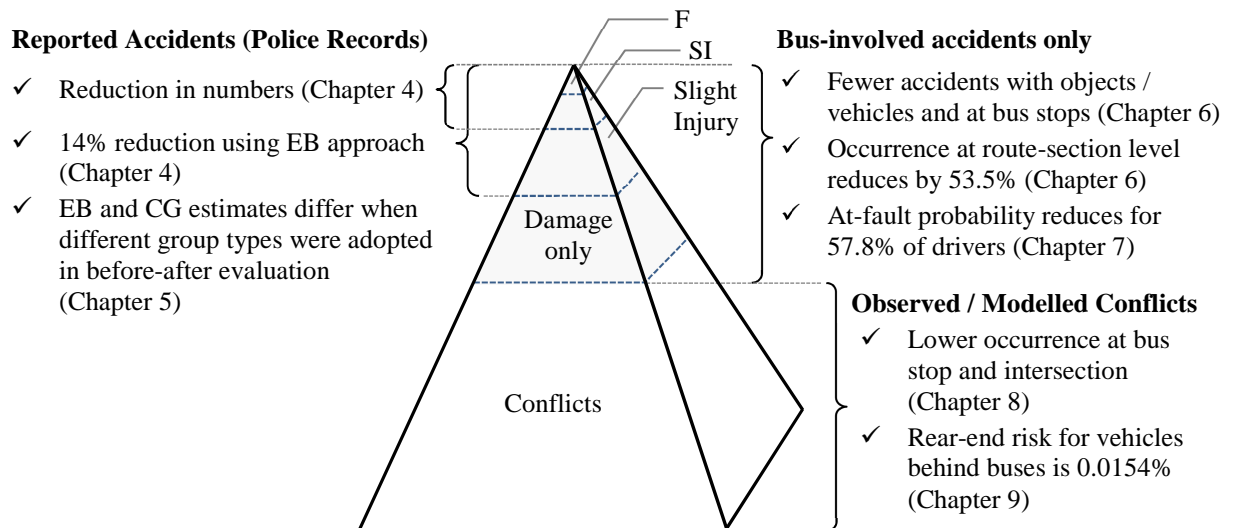 Reported Accidents (Police Records)
✓ Reduction in numbers (Chapter 4)
✓ 14% reduction using EB approach
(Chapter 4)
✓ EB and CG estimates differ when
different group types were adopted
in before-after evaluation
(Chapter 5)
F
SI
Slight
Injury
Damage
only
Conflicts
Bus-involved accidents only
✓ Fewer accidents with objects /
vehicles and at bus stops (Chapter 6)
✓ Occurrence at route-section level
reduces by 53.5% (Chapter 6)
✓ At-fault probability reduces for
57.8% of drivers (Chapter 7)
Observed / Modelled Conflicts
✓ Lower occurrence at bus
stop and intersection
(Chapter 8)
✓ Rear-end risk for vehicles
behind buses is 0.0154%
(Chapter 9)